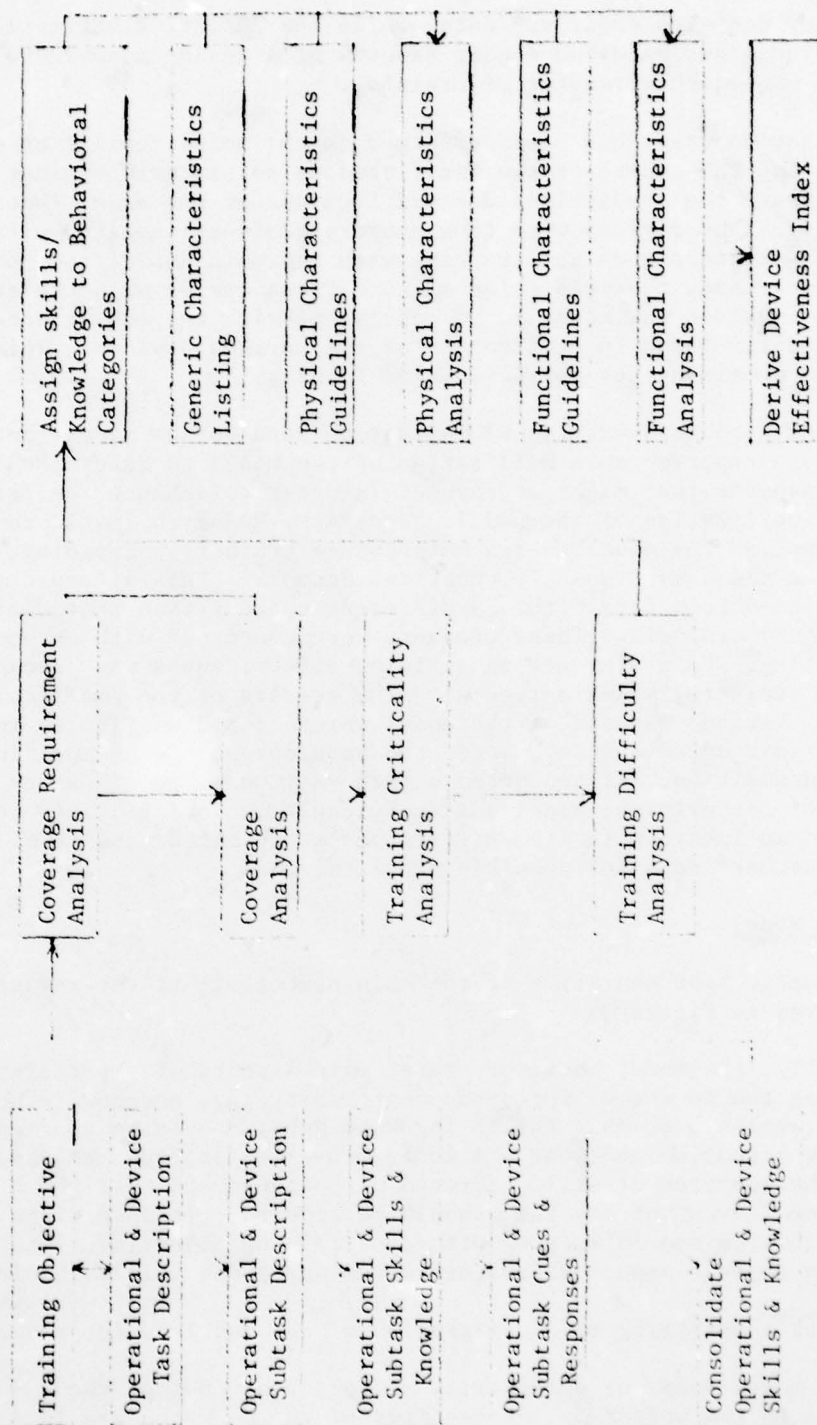 Training Objective
Operational & Device
Task Description
Operational & Device
Subtask Description
Operational & Device
Subtask Skills &
Knowledge
Operational & Device
Subtask Cues &
Responses
Consolidate
Operational & Device
Skills & Knowledge
Coverage Requirement
Analysis
Coverage
Analysis
Training Criticality
Analysis
Training Difficulty
Analysis
Assign skills/
Knowledge to Behavioral
Categories
Generic Characteristics
Listing
Physical Characteristics
Guidelines
Physical Characteristics
Analysis
Functional Characteristics
Guidelines
Functional Characteristics
Analysis
Derive Device
Effectiveness Index